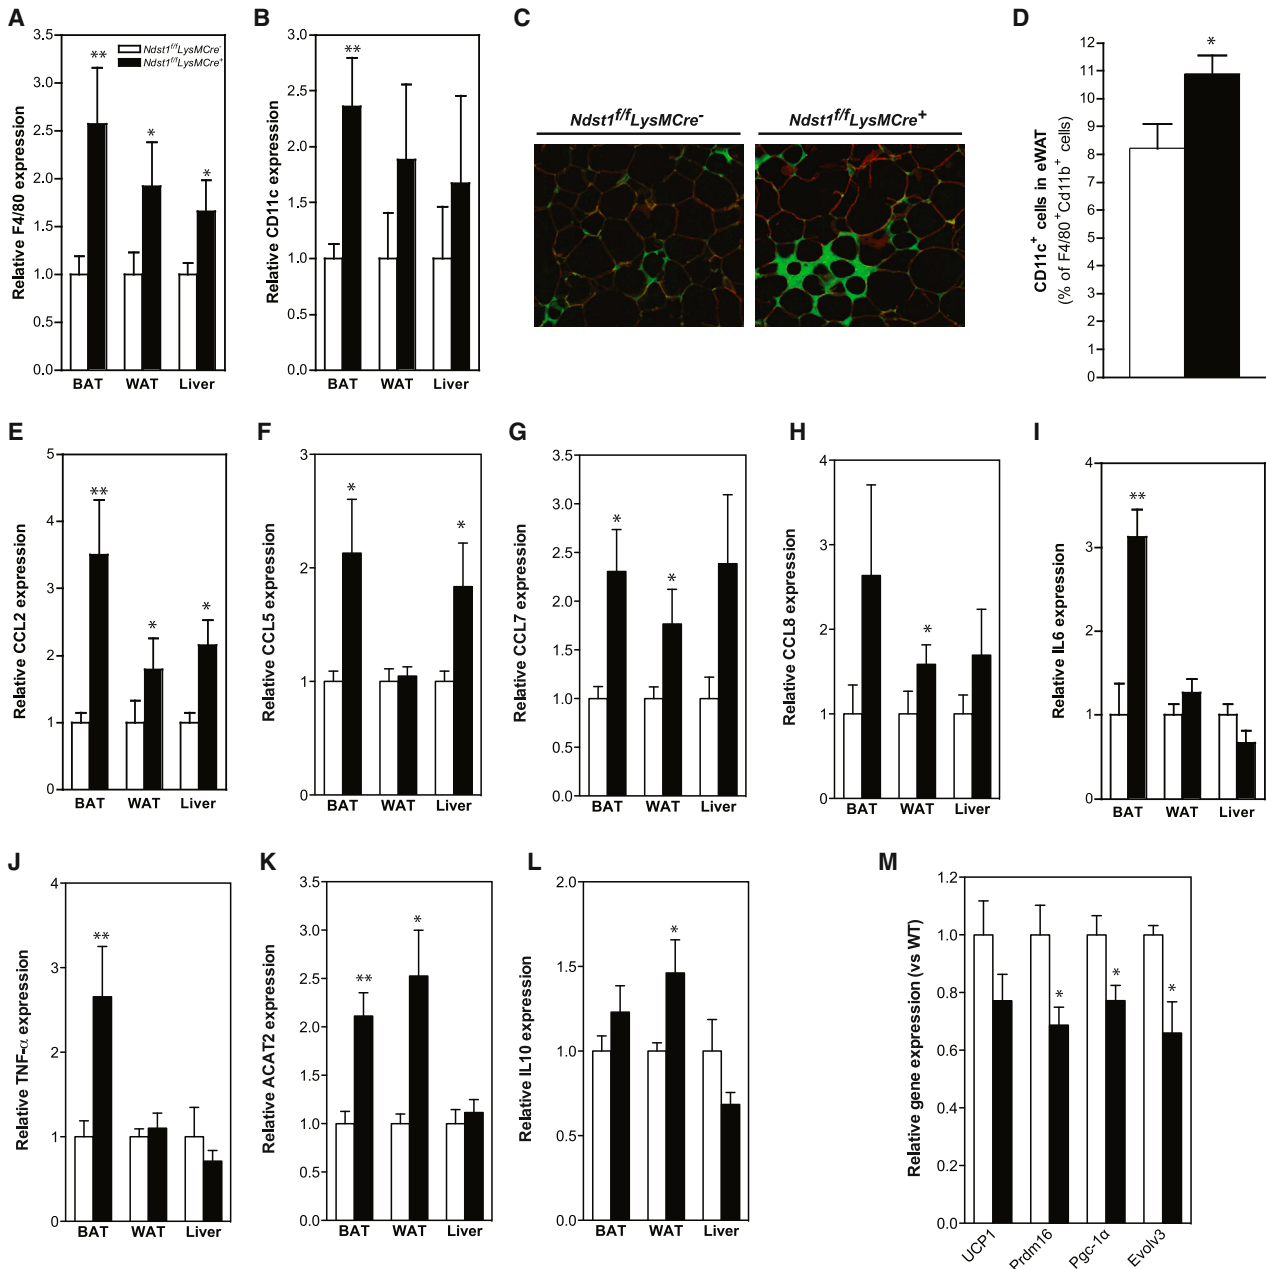 A
Relative F4/80 expression
3.5
3.0
2.5
2.0
1.5
1.0
0.5
0.0
Ndst1f/fLysMCre-
Ndst1f/fLysMCre+
**
*
*
BAT WAT Liver
B
Relative CD11c expression
3.0
2.5
2.0
1.5
1.0
0.5
0.0
**
BAT WAT Liver
C
Ndst1f/fLysMCre-
Ndst1f/fLysMCre+
D
CD11c+ cells in eWAT
(% of F4/80+Cd11b+ cells)
12
11
10
9
8
7
6
5
4
3
2
1
0
*
E
Relative CCL2 expression
5
4
3
2
1
0
**
*
*
BAT WAT Liver
F
Relative CCL5 expression
3
2
1
0
*
*
BAT WAT Liver
G
Relative CCL7 expression
3.5
3.0
2.5
2.0
1.5
1.0
0.5
0.0
*
*
BAT WAT Liver
H
Relative CCL8 expression
4
3
2
1
0
*
BAT WAT Liver
I
Relative IL6 expression
4
3
2
1
0
**
BAT WAT Liver
J
Relative TNF-α expression
4
3
2
1
0
**
BAT WAT Liver
K
Relative ACAT2 expression
3.5
3.0
2.5
2.0
1.5
1.0
0.5
0.0
**
*
BAT WAT Liver
L
Relative IL10 expression
2.0
1.5
1.0
0.5
0.0
*
BAT WAT Liver
M
Relative gene expression (vs WT)
1.2
1.0
0.8
0.6
0.4
0.2
0.0
*
*
*
UCP1 Prdm16 Pgc-1α Evolv3